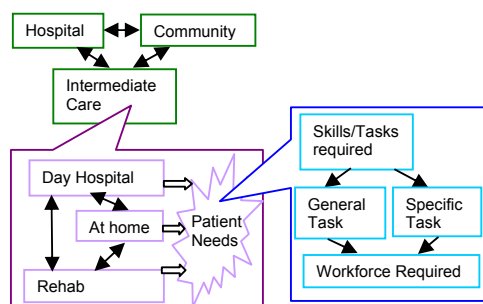 Hospital
Community
Intermediate
Care
Day Hospital
At home
Rehab
Patient
Needs
Skills/Tasks
required
General
Task
Specific
Task
Workforce Required